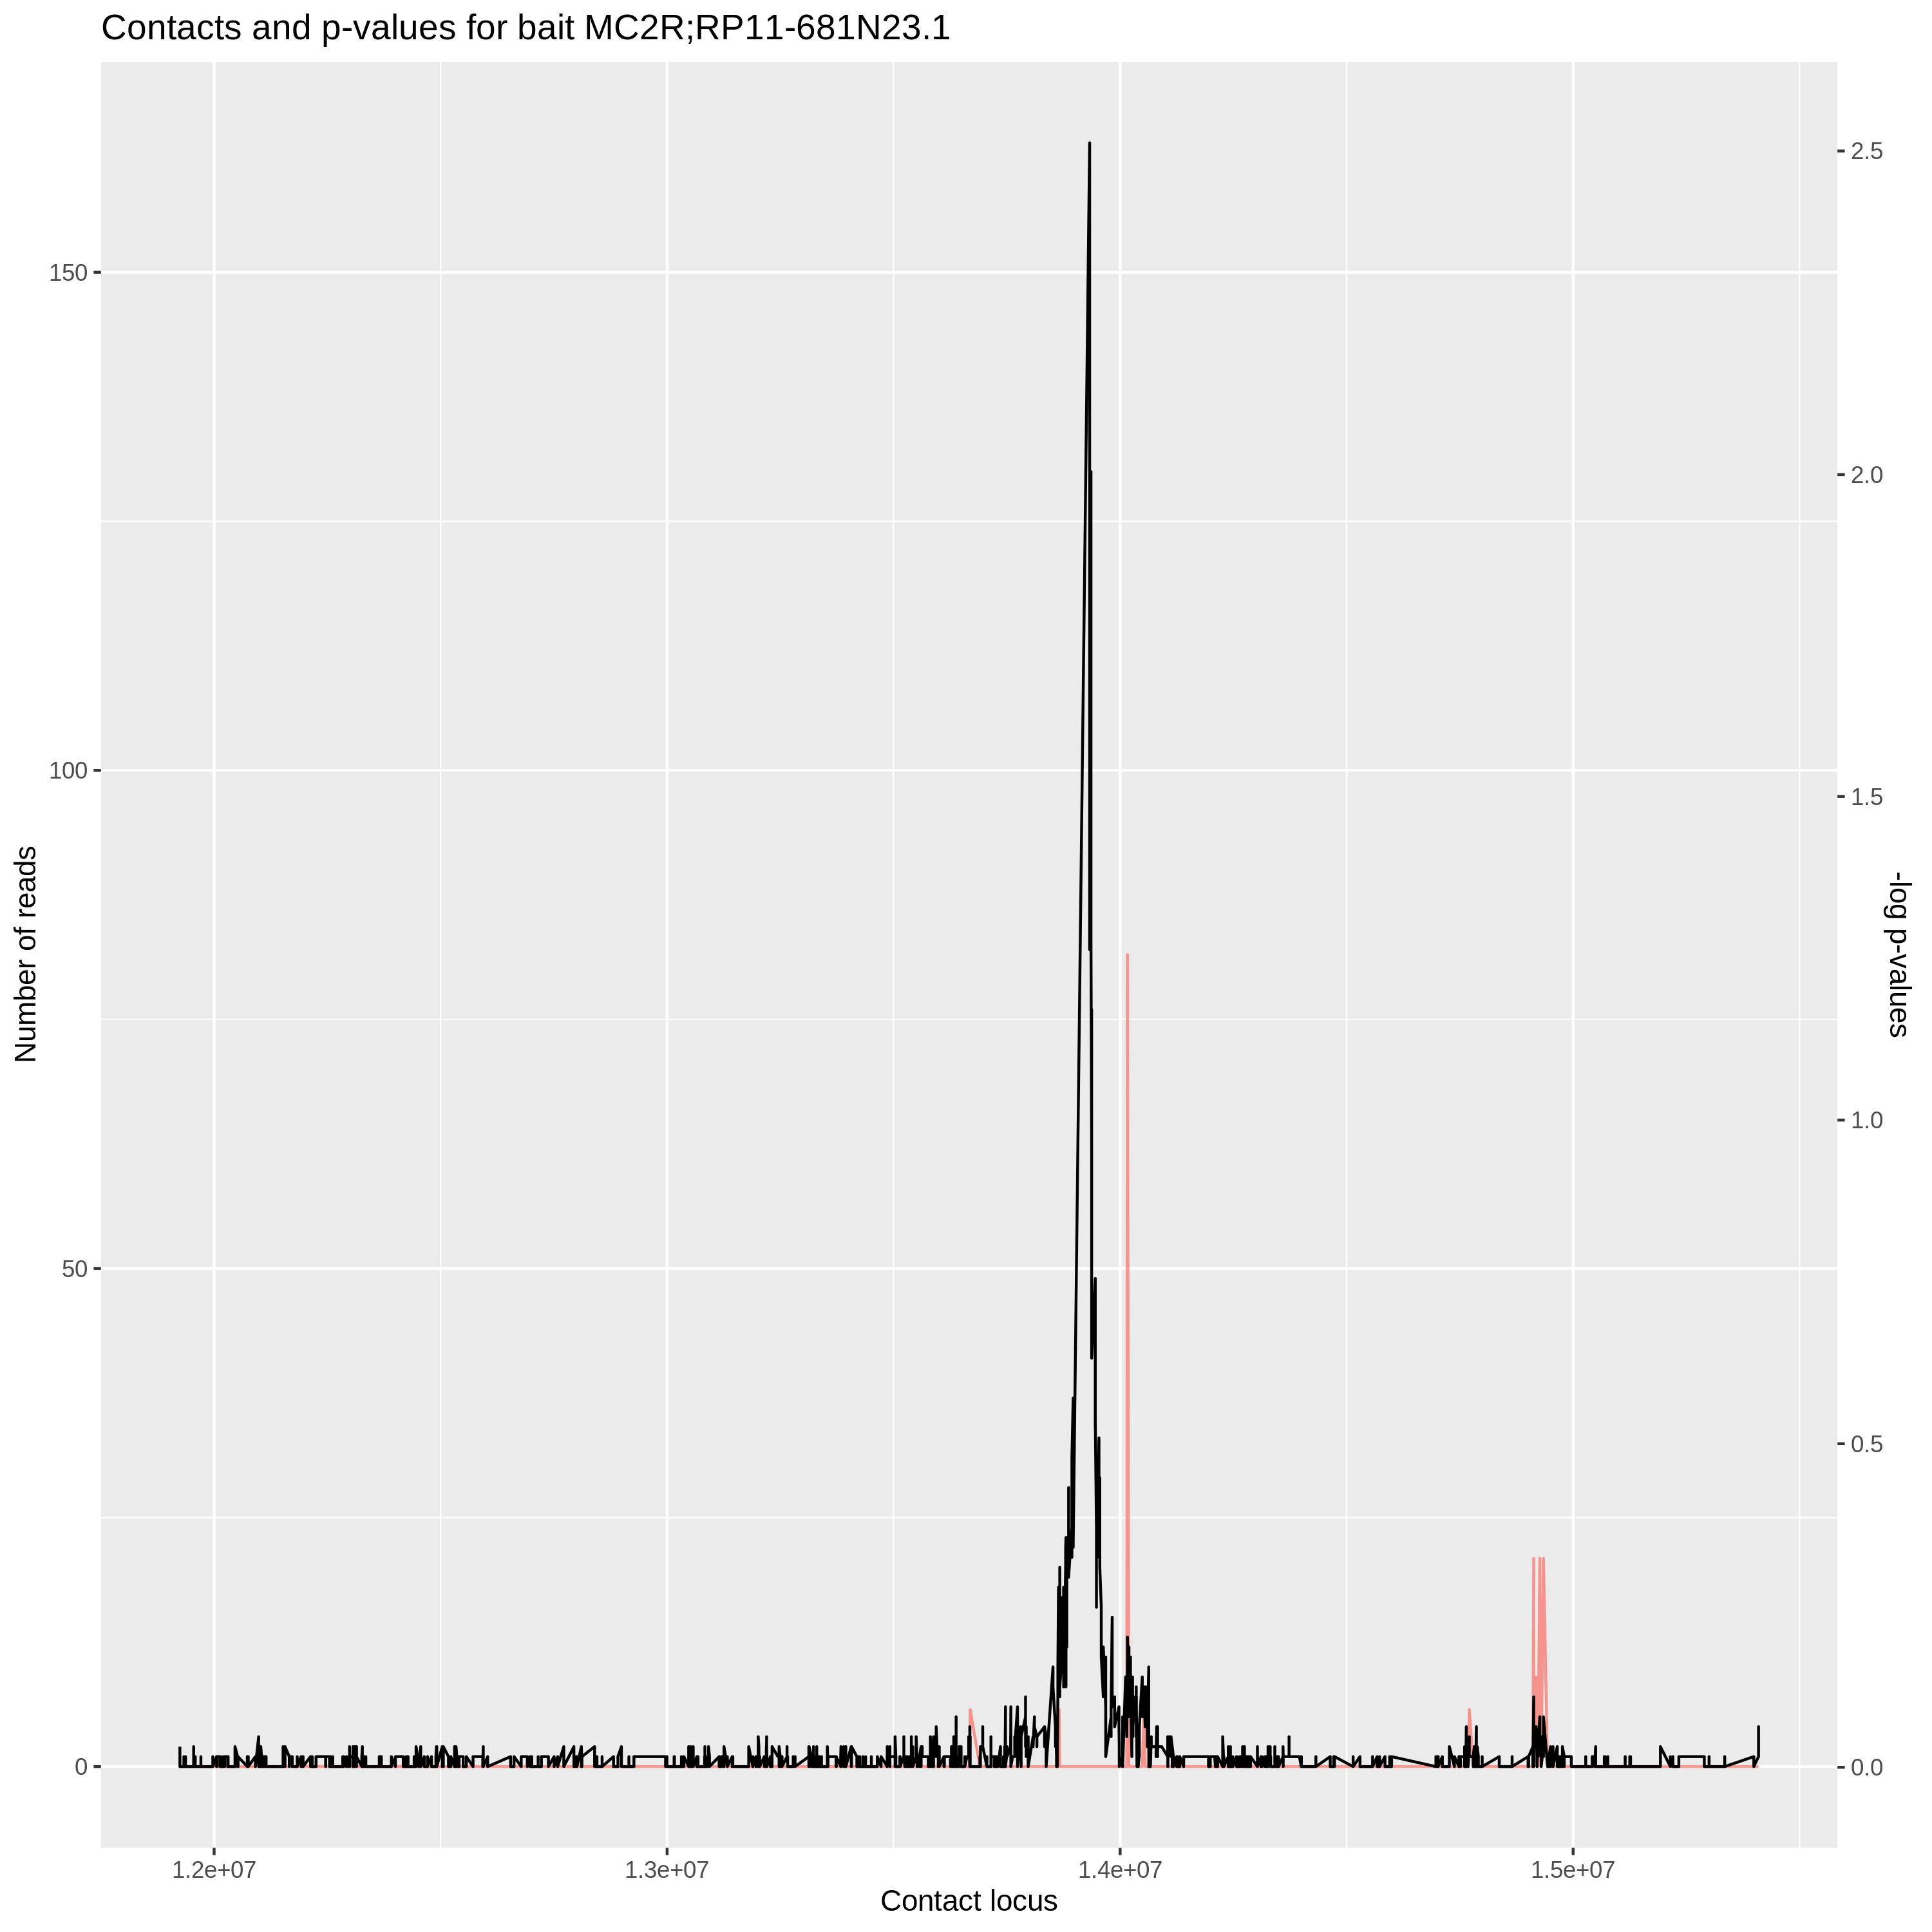 Contacts and p-values for bait MC2R;RP11-681N23.1
Number of reads
150
100
50
0
2.5
2.0
1.5
1.0
0.5
0.0
-log p-values
1.2e+07
1.3e+07
1.4e+07
1.5e+07
Contact locus